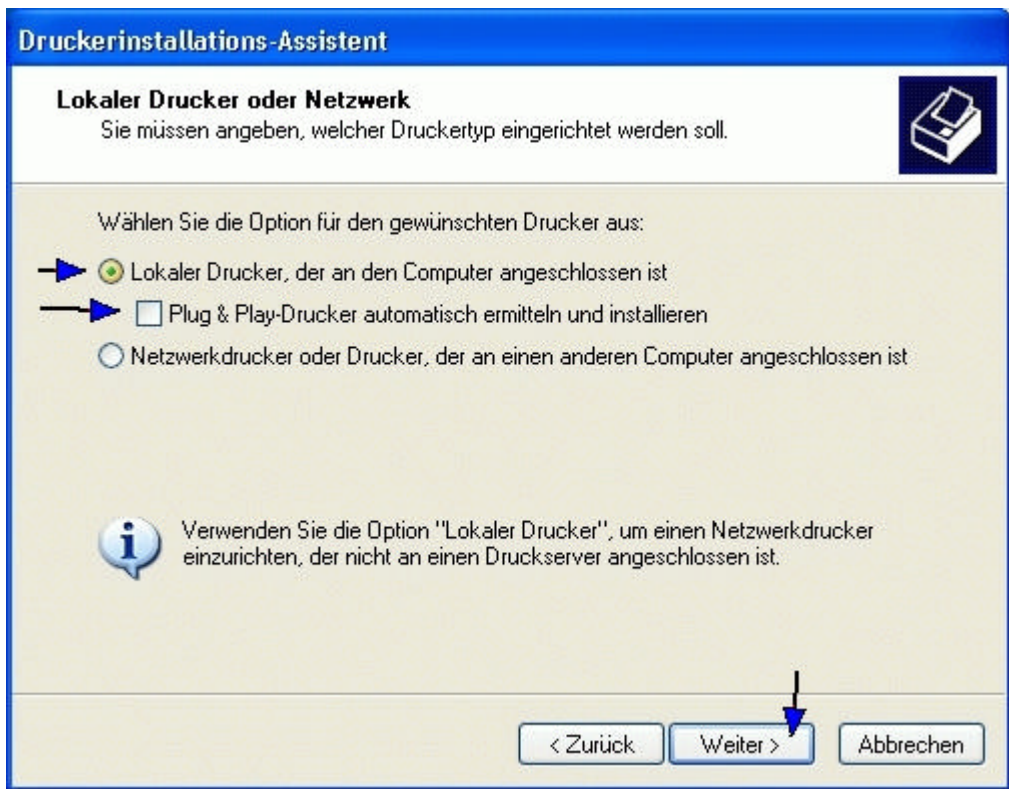 Druckerinstallations-Assistent
Lokaler Drucker oder Netzwerk
Sie müssen angeben, welcher Druckertyp eingerichtet werden soll.
Wählen Sie die Option für den gewünschten Drucker aus:
Lokaler Drucker, der an den Computer angeschlossen ist
Plug & Play-Drucker automatisch ermitteln und installieren
Netzwerkdrucker oder Drucker, der an einen anderen Computer angeschlossen ist
Verwenden Sie die Option "Lokaler Drucker", um einen Netzwerkdrucker
einzurichten, der nicht an einen Druckserver angeschlossen ist.
< Zurück Weiter > Abbrechen